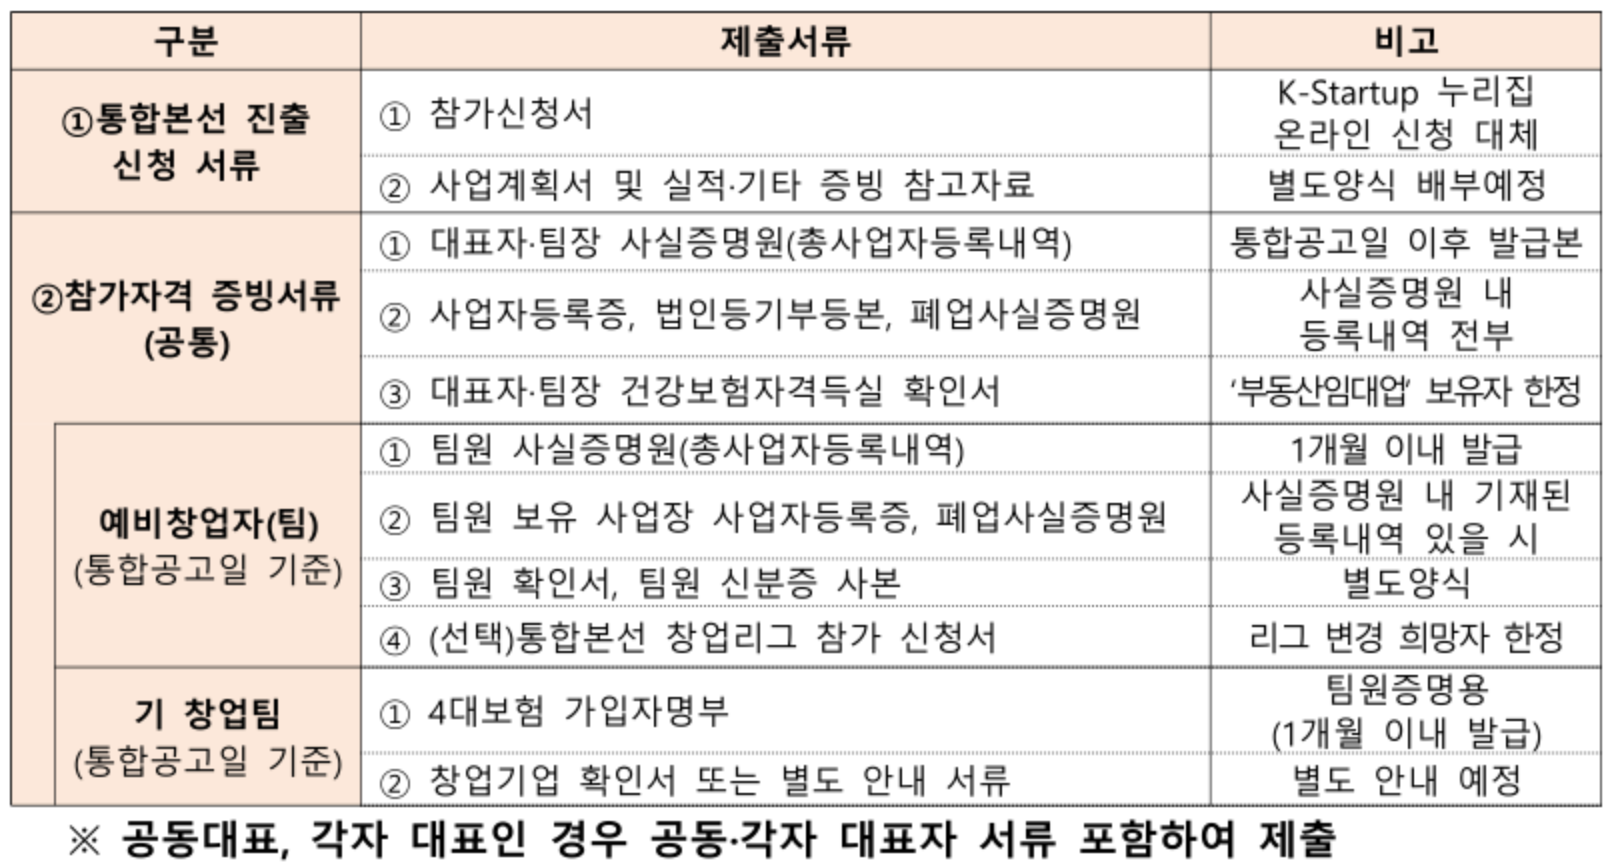 구분 제출서류 비고
①통합본선 진출
신청 서류
① 참가신청서
K-Startup 누리집
온라인 신청 대체
② 사업계획서 및 실적·기타 증빙 참고자료 별도양식 배부예정
②참가자격 증빙서류
(공통)
① 대표자·팀장 사실증명원(총사업자등록내역) 통합공고일 이후 발급본
② 사업자등록증, 법인등기부등본, 폐업사실증명원
사실증명원 내
등록내역 전부
③ 대표자·팀장 건강보험자격득실 확인서 '부동산임대업' 보유자 한정
예비창업자(팀)
(통합공고일 기준)
① 팀원 사실증명원(총사업자등록내역) 1개월 이내 발급
② 팀원 보유 사업장 사업자등록증, 폐업사실증명원
사실증명원 내 기재된
등록내역 있을 시
③ 팀원 확인서, 팀원 신분증 사본 별도양식
④ (선택)통합본선 창업리그 참가 신청서 리그 변경 희망자 한정
기 창업팀
(통합공고일 기준)
① 4대보험 가입자명부
팀원증명용
(1개월 이내 발급)
② 창업기업 확인서 또는 별도 안내 서류 별도 안내 예정
※ 공동대표, 각자 대표인 경우 공동·각자 대표자 서류 포함하여 제출